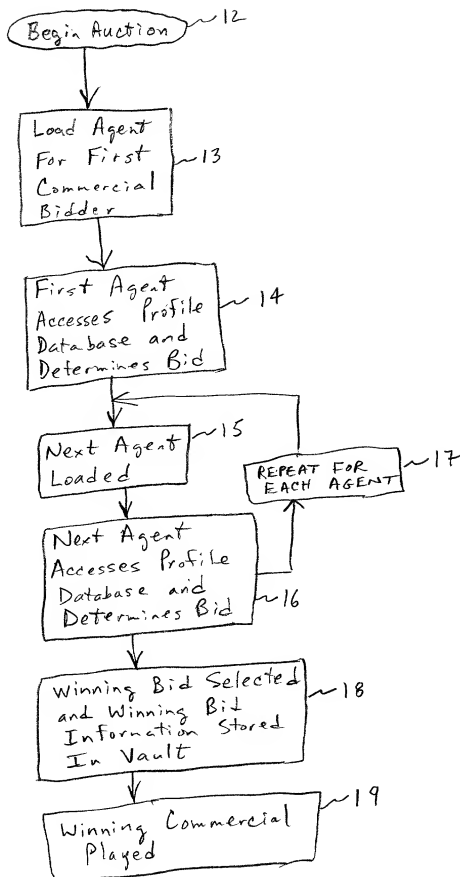 Begin Auction
12
Load Agent
For First
Commercial
Bidder
13
First Agent
Accesses Profile
Database and
Determines Bid
14
Next Agent
Loaded
15
REPEAT FOR
EACH AGENT
17
Next Agent
Accesses Profile
Database and
Determines Bid
16
Winning Bid Selected
and Winning Bid
Information Stored
In Vault
18
Winning Commercial
Played
19